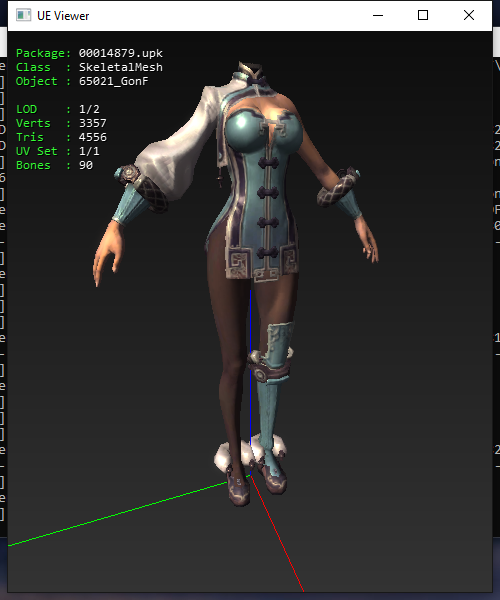 UE Viewer
Package: 00014879.upk
Class : SkeletalMesh
Object : 65021_GonF
LOD : 1/2
Verts : 3357
Tris : 4556
UV Set : 1/1
Bones : 90